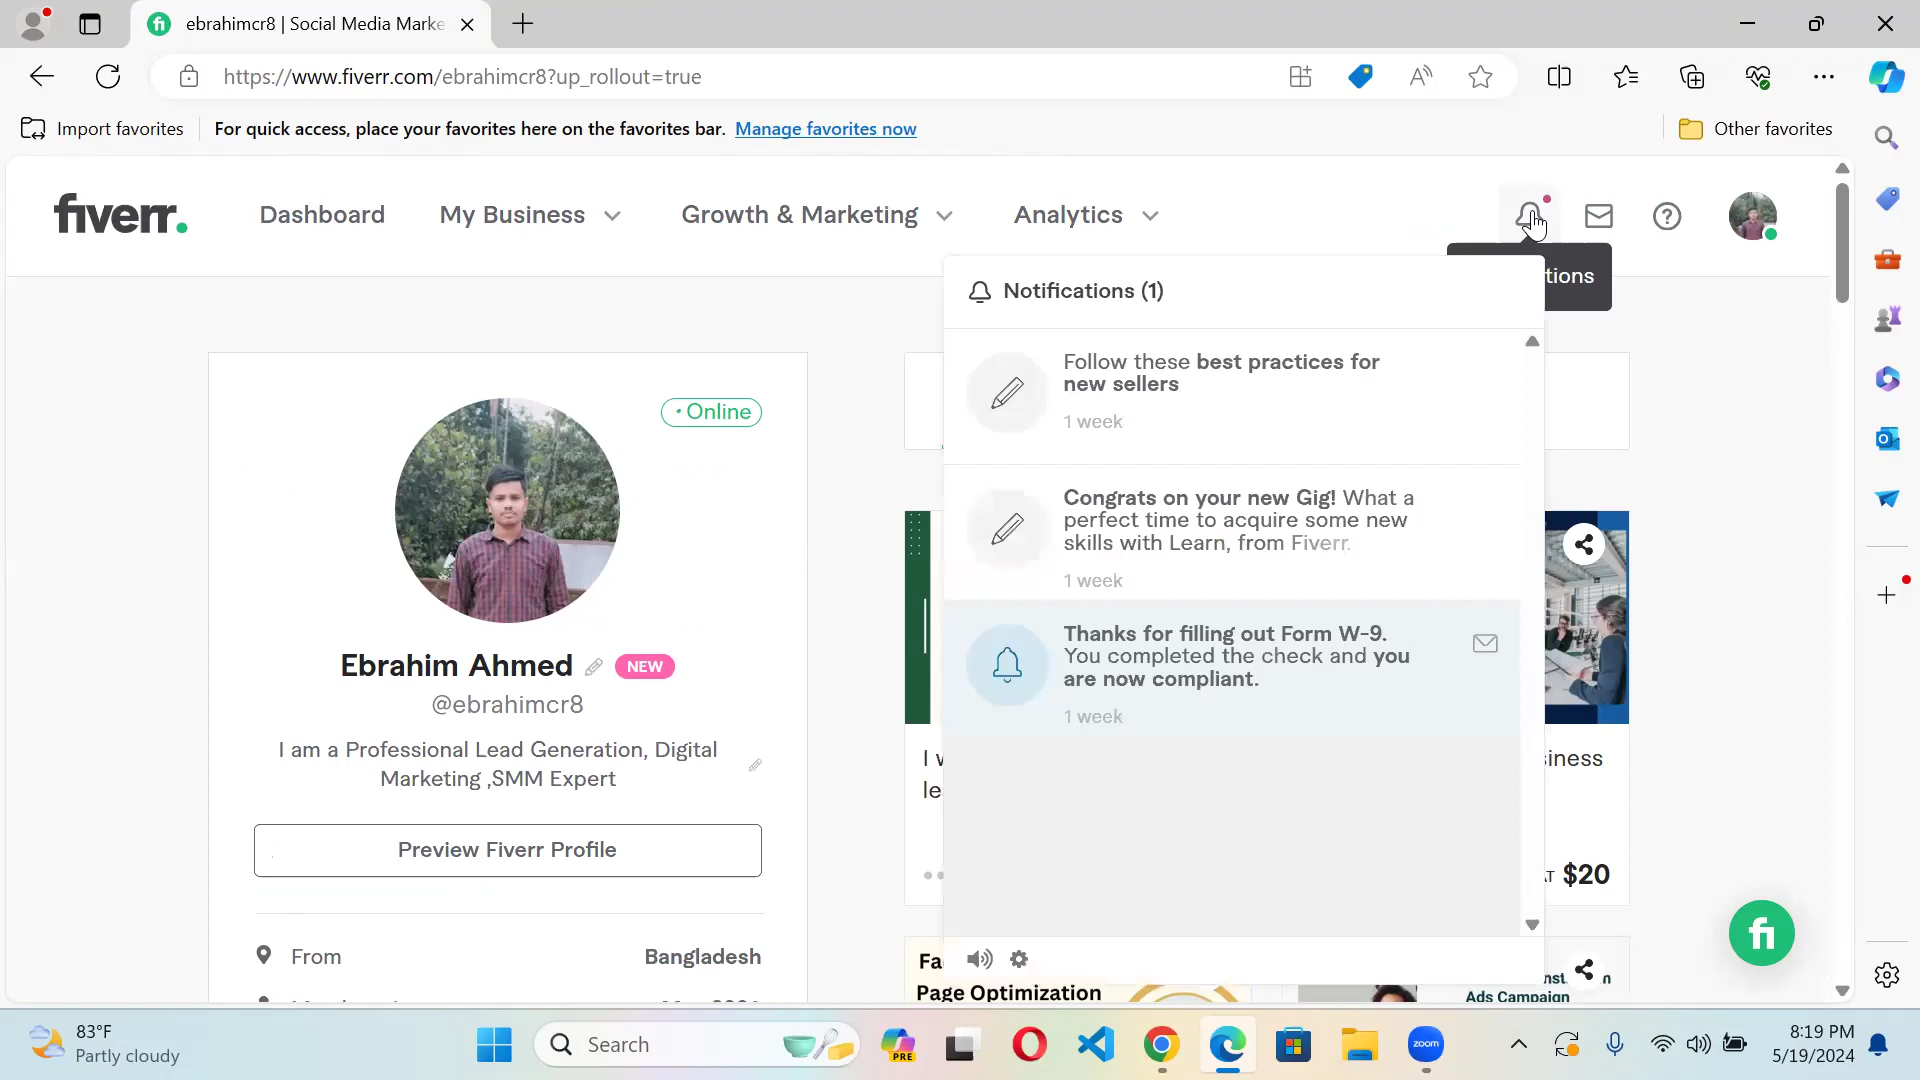 ebrahimcr8 | Social Media Marke
https://www.fiverr.com/ebrahimcr8?up_rollout=true
Import favorites
For quick access, place your favorites here on the favorites bar. Manage favorites now
Other favorites
fiverr.
Dashboard
My Business
Growth & Marketing
Analytics
tions
Notifications (1)
Follow these best practices for
new sellers
1 week
Congrats on your new Gig! What a
perfect time to acquire some new
skills with Learn, from Fiverr.
1 week
Thanks for filling out Form W-9.
You completed the check and you
are now compliant.
1 week
Online
Ebrahim Ahmed
NEW
@ebrahimcr8
I am a Professional Lead Generation, Digital
Marketing ,SMM Expert
Preview Fiverr Profile
From
Bangladesh
I w
le
siness
$20
Fa
Page Optimization
Ads Campaign
fi
83°F
Partly cloudy
Search
PRE
zoom
8:19 PM
5/19/2024